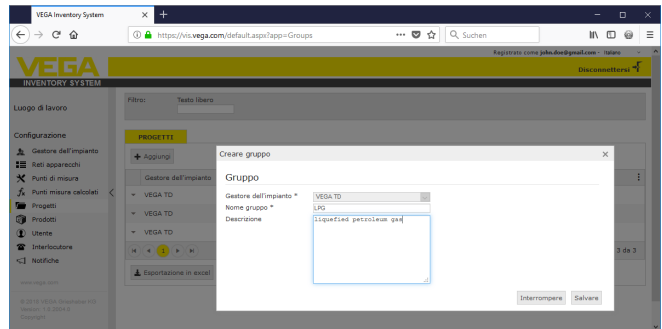 VEGA Inventory System
https://vis.vega.com/default.aspx?app=Groups
Suchen
Registrato come john.doe@gmail.com - Italiano
VEGA
INVENTORY SYSTEM
Disconnettersi
Luogo di lavoro
Configurazione
Gestore dell'impianto
Reti apparecchi
Punti di misura
Punti misura calcolati
Progetti
Prodotti
Utente
Interlocutore
Notifiche
www.vega.com
Copyright
Filtro: Testo libero
PROGETTI
Aggiungi
Gestore dell'impianto
VEGA TD
VEGA TD
VEGA TD
1
3 de 3
Esportazione in excel
Creare gruppo
Gruppo
Gestore dell'impianto * VEGA TD
Nome gruppo * LPG
Descrizione liquefied petroleum gas
Interrompere Salvare